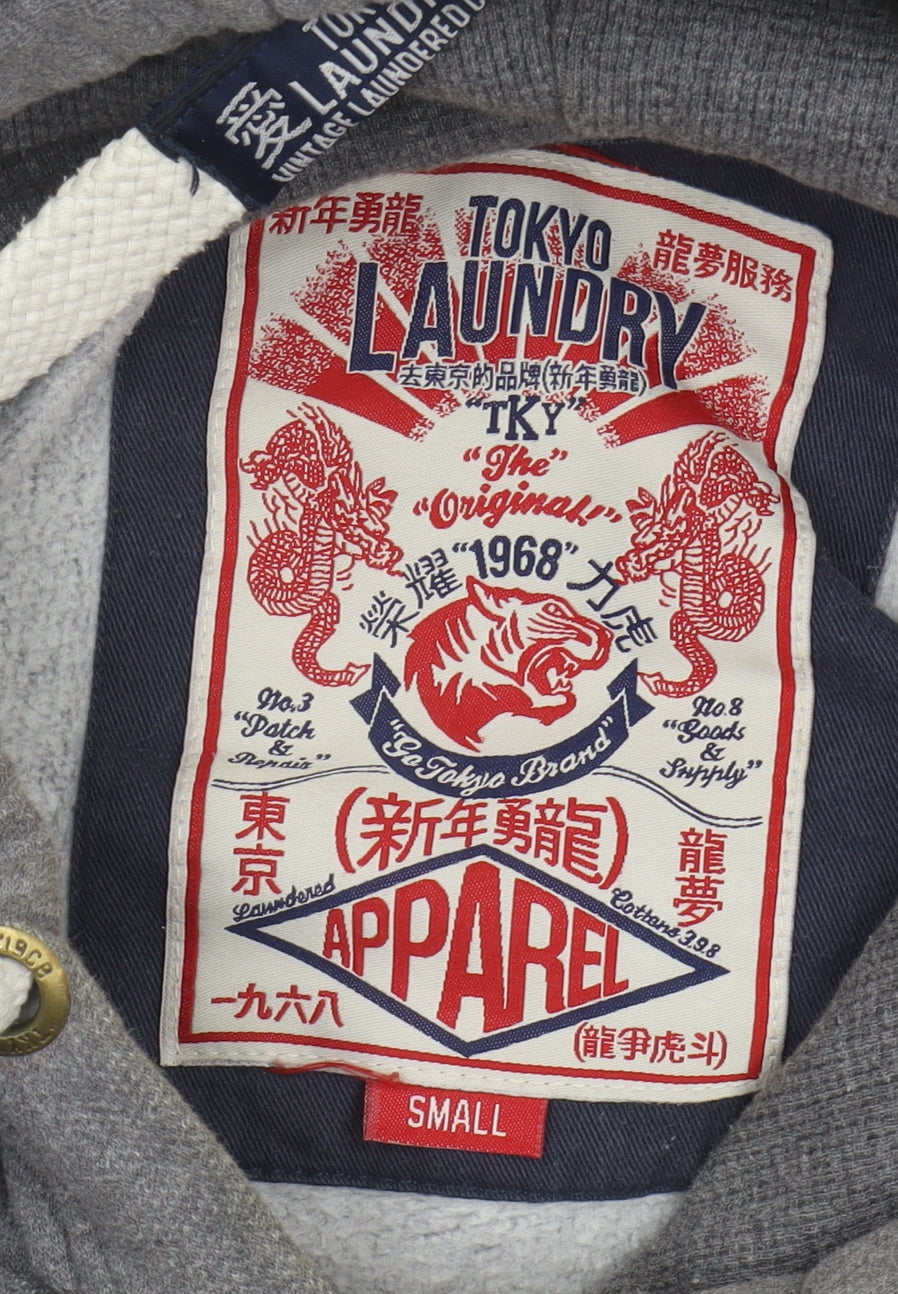 愛
LAUNDRY
VINTAGE LAUNDERED
新年勇龍
TOKYO
龍夢服務
LAUNDRY
去東京的品牌(新年勇龍)
"TKY"
"The"
"Original!"
榮耀 "1968" 力虎
No.3
"Patch
&
Repair"
No.8
"Goods
&
Supply"
"Go Tokyo Brand"
東京
(新年勇龍)
龍夢
Laundered
Cottons 3.9.8
APPAREL
一九六八
(龍爭虎斗)
SMALL